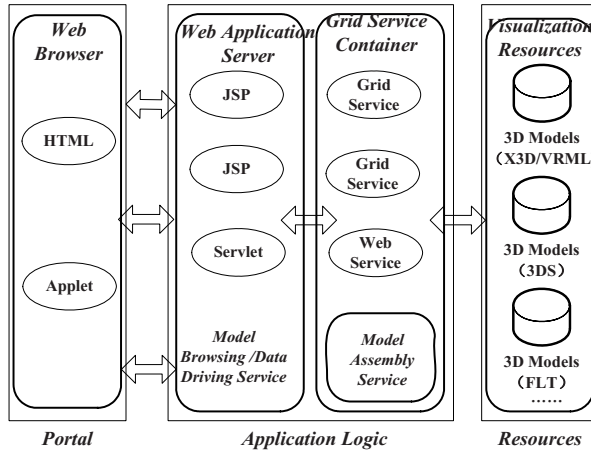 Web
Browser
HTML
Applet
Portal
Web Application
Server
JSP
JSP
Servlet
Model
Browsing /Data
Driving Service
Grid Service
Container
Grid
Service
Grid
Service
Web
Service
Model
Assembly
Service
Application Logic
Visualization
Resources
3D Models
(X3D/VRML
3D Models
(3DS)
3D Models
(FLT)
……
Resources